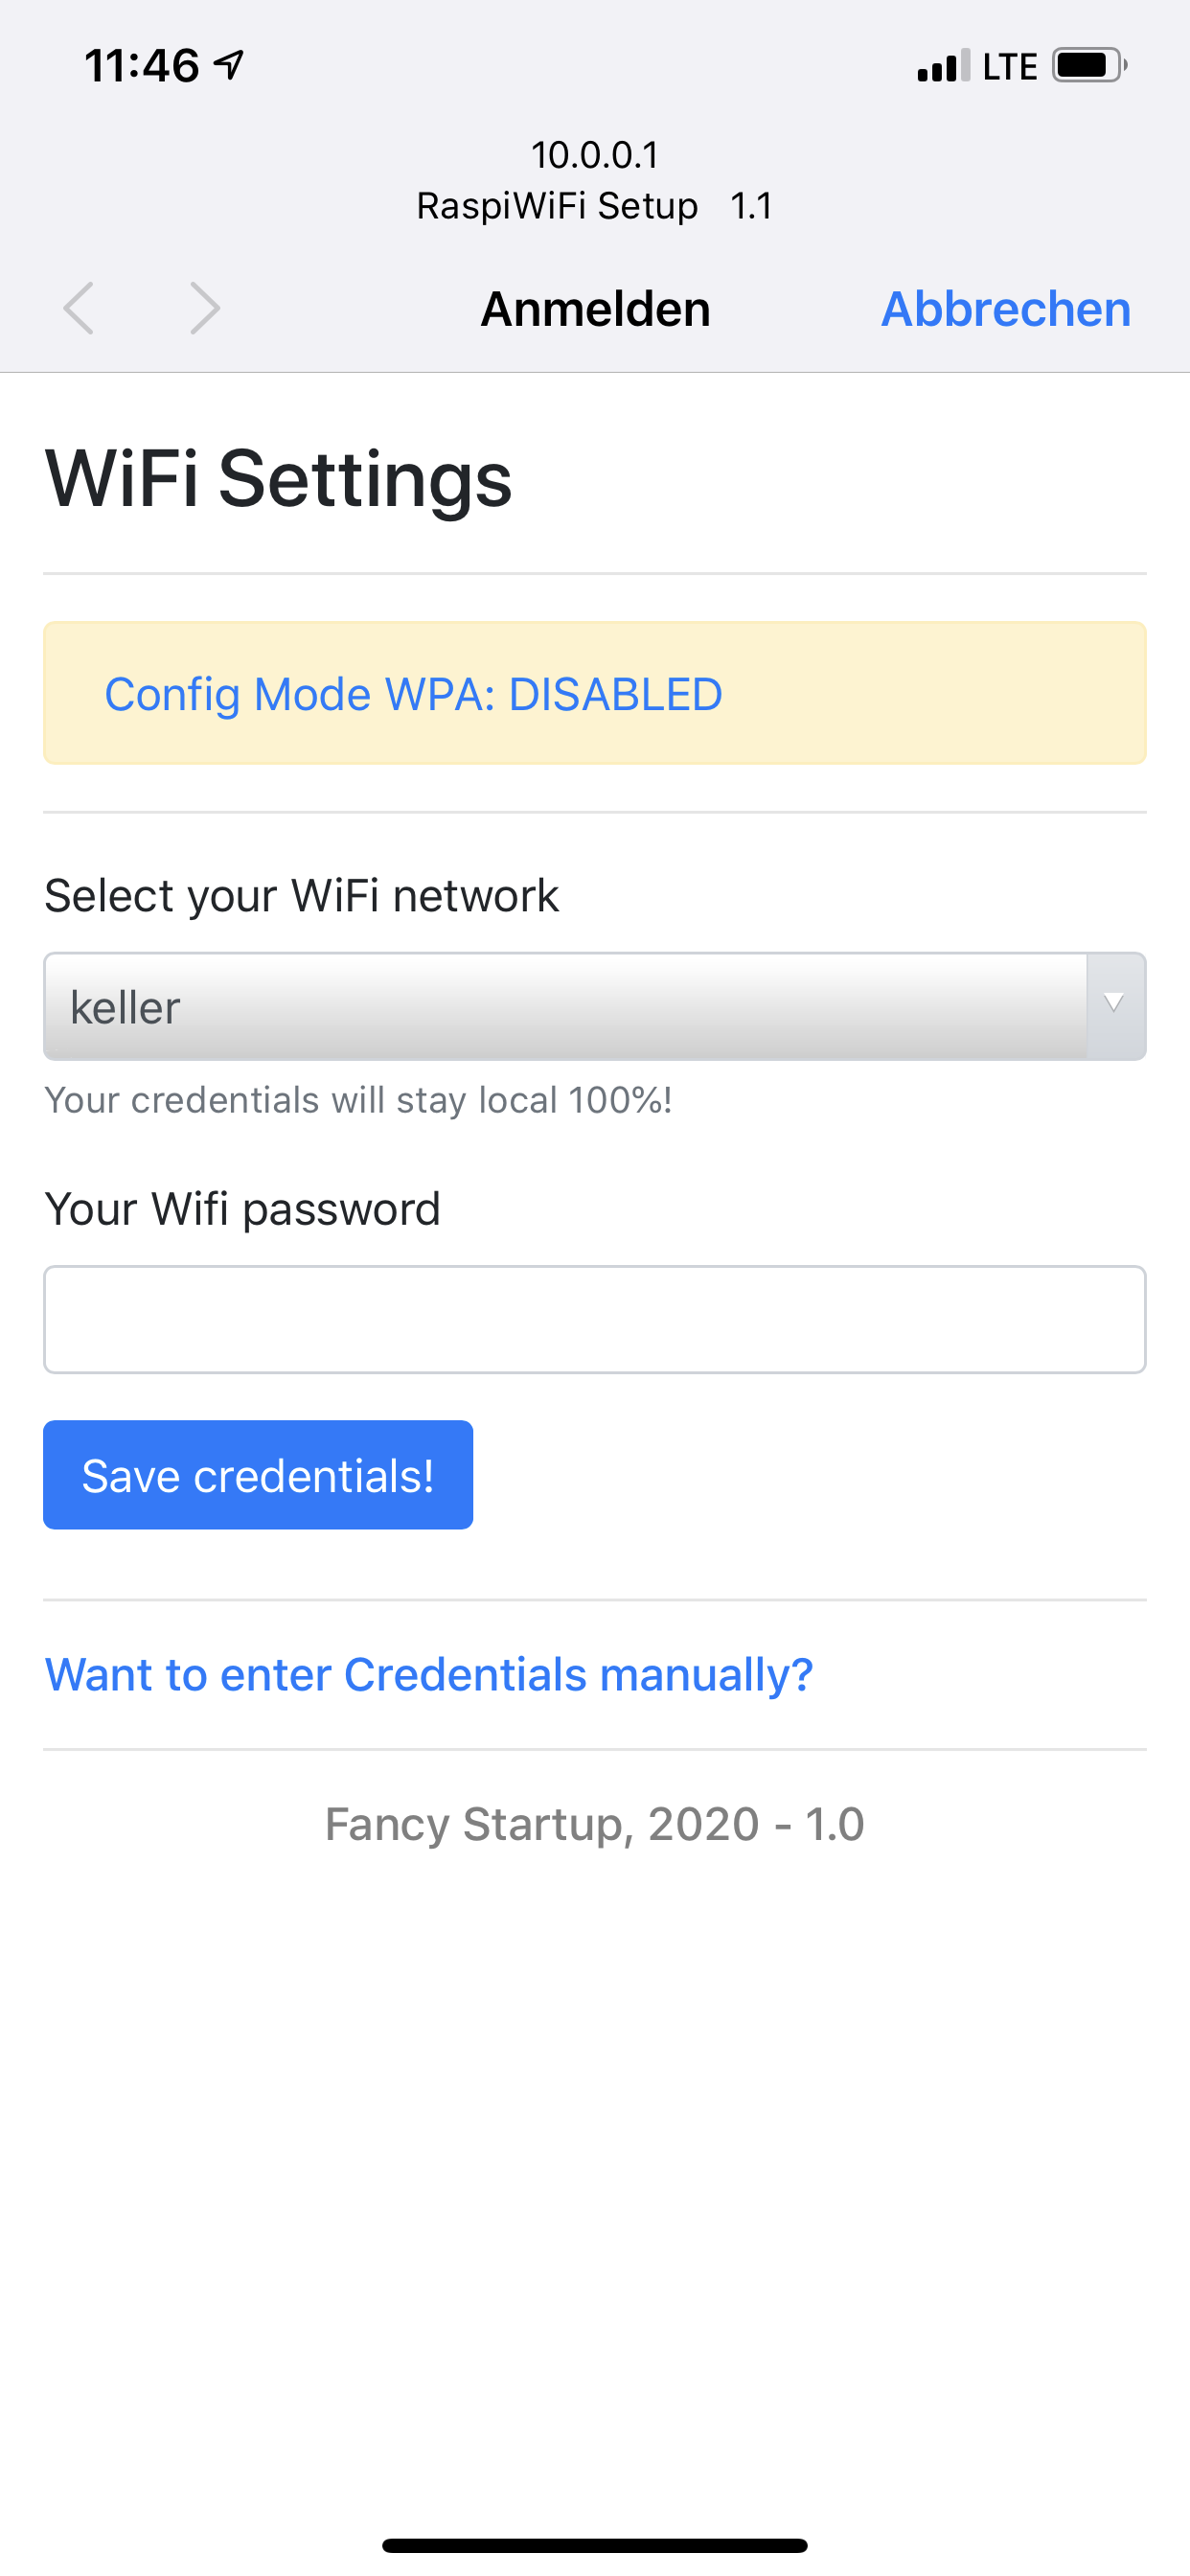 11:46 LTE
10.0.0.1
RaspiWiFi Setup 1.1
Anmelden Abbrechen
WiFi Settings
Config Mode WPA: DISABLED
Select your WiFi network
keller
Your credentials will stay local 100%!
Your Wifi password
Save credentials!
Want to enter Credentials manually?
Fancy Startup, 2020 - 1.0